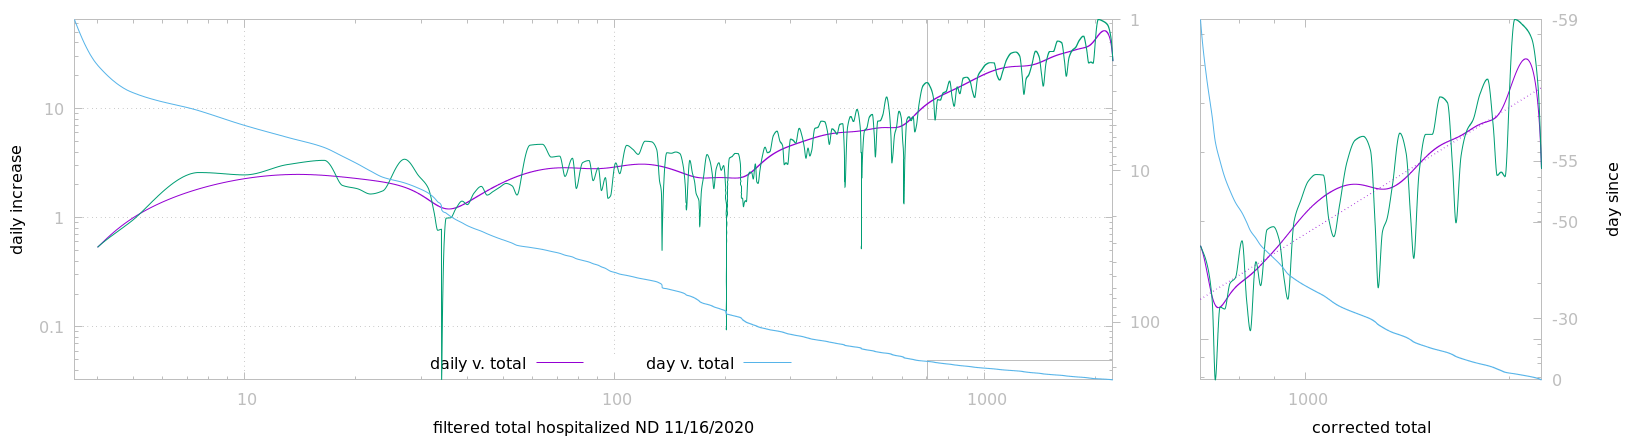 1
-59
10
daily increase
10
-55
1
-50
day since
0.1
100
-30
daily v. total
day v. total
0
10
100
1000
1000
filtered total hospitalized ND 11/16/2020
corrected total